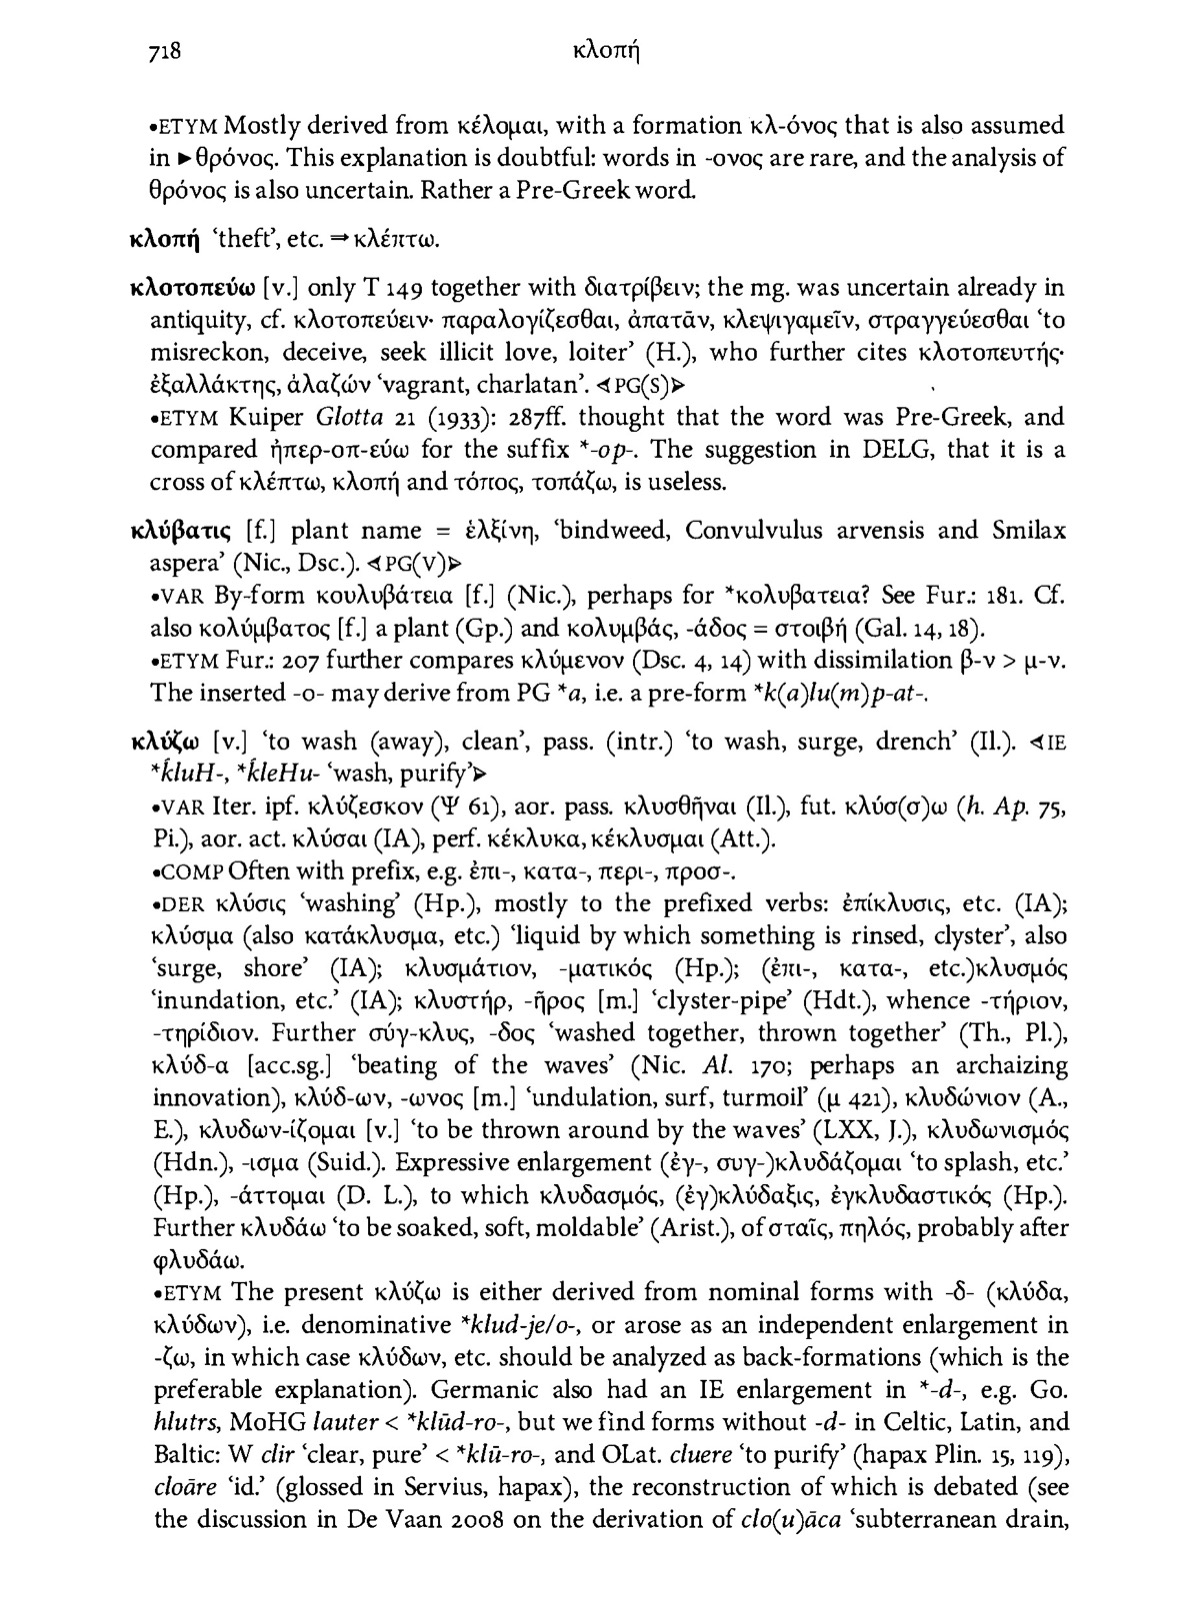 718
κλοπή
•ETYM Mostly derived from κέλομαι, with a formation κλ-όνος that is also assumed
in ►θρόνος. This explanation is doubtful: words in -ονος are rare, and the analysis of
θρόνος is also uncertain. Rather a Pre-Greek word.
κλοπή ‘theft’, etc. ⇒ κλέπτω.
κλοτοπεύω [v.] only T 149 together with διατρίβειν; the mg. was uncertain already in
antiquity, cf. κλοτοπεύειν· παραλογίζεσθαι, ἀπατᾶν, κλεψιγαμεῖν, στραγγεύεσθαι ‘to
misreckon, deceive, seek illicit love, loiter’ (H.), who further cites κλοτοπευτής·
ἐξαλλάκτης, ἀλαζών ‘vagrant, charlatan’. ⊲PG(S)⊳
•ETYM Kuiper Glotta 21 (1933): 287ff. thought that the word was Pre-Greek, and
compared ἠπερ-οπ-εύω for the suffix *-op-. The suggestion in DELG, that it is a
cross of κλέπτω, κλοπή and τόπος, τοπάζω, is useless.
κλύβατις [f.] plant name = ἑλξίνη, ‘bindweed, Convulvulus arvensis and Smilax
aspera’ (Nic., Dsc.). ⊲PG(V)⊳
•VAR By-form κουλυβάτεια [f.] (Nic.), perhaps for *κολυβατεια? See Fur.: 181. Cf.
also κολύμβατος [f.] a plant (Gp.) and κολυμβάς, -άδος = στοιβή (Gal. 14, 18).
•ETYM Fur.: 207 further compares κλύμενον (Dsc. 4, 14) with dissimilation β-ν > μ-ν.
The inserted -ο- may derive from PG *a, i.e. a pre-form *k(a)lu(m)p-at-.
κλύζω [v.] ‘to wash (away), clean’, pass. (intr.) ‘to wash, surge, drench’ (Il.). ⊲IE
*ḱluH-, *ḱleHu- ‘wash, purify’⊳
•VAR Iter. ipf. κλύζεσκον (Ψ 61), aor. pass. κλυσθῆναι (Il.), fut. κλύσ(σ)ω (h. Ap. 75,
Pi.), aor. act. κλύσαι (IA), perf. κέκλυκα, κέκλυσμαι (Att.).
•COMP Often with prefix, e.g. ἐπι-, κατα-, περι-, προσ-.
•DER κλύσις ‘washing’ (Hp.), mostly to the prefixed verbs: ἐπίκλυσις, etc. (IA);
κλύσμα (also κατάκλυσμα, etc.) ‘liquid by which something is rinsed, clyster’, also
‘surge, shore’ (IA); κλυσμάτιον, -ματικός (Hp.); (ἐπι-, κατα-, etc.)κλυσμός
‘inundation, etc.’ (IA); κλυστήρ, -ῆρος [m.] ‘clyster-pipe’ (Hdt.), whence -τήριον,
-τηρίδιον. Further σύγ-κλυς, -δος ‘washed together, thrown together’ (Th., Pl.),
κλύδ-α [acc.sg.] ‘beating of the waves’ (Nic. Al. 170; perhaps an archaizing
innovation), κλύδ-ων, -ωνος [m.] ‘undulation, surf, turmoil’ (μ 421), κλυδώνιον (A.,
E.), κλυδων-ίζομαι [v.] ‘to be thrown around by the waves’ (LXX, J.), κλυδωνισμός
(Hdn.), -ισμα (Suid.). Expressive enlargement (ἐγ-, συγ-)κλυδάζομαι ‘to splash, etc.’
(Hp.), -άττομαι (D. L.), to which κλυδασμός, (ἐγ)κλύδαξις, ἐγκλυδαστικός (Hp.).
Further κλυδάω ‘to be soaked, soft, moldable’ (Arist.), of σταῖς, πηλός, probably after
φλυδάω.
•ETYM The present κλύζω is either derived from nominal forms with -δ- (κλύδα,
κλύδων), i.e. denominative *klud-je/o-, or arose as an independent enlargement in
-ζω, in which case κλύδων, etc. should be analyzed as back-formations (which is the
preferable explanation). Germanic also had an IE enlargement in *-d-, e.g. Go.
hlutrs, MoHG lauter < *klūd-ro-, but we find forms without -d- in Celtic, Latin, and
Baltic: W clir ‘clear, pure’ < *klū-ro-, and OLat. cluere ‘to purify’ (hapax Plin. 15, 119),
cloāre ‘id.’ (glossed in Servius, hapax), the reconstruction of which is debated (see
the discussion in De Vaan 2008 on the derivation of clo(u)āca ‘subterranean drain,